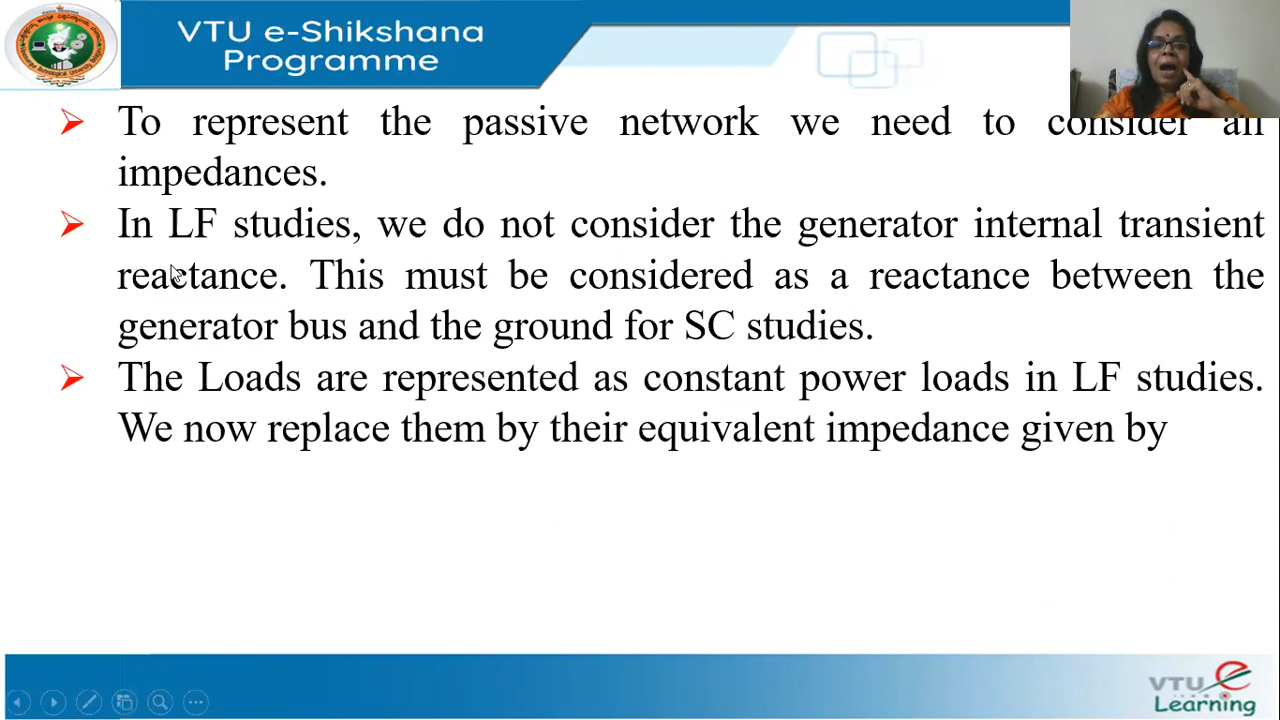 VTU e-Shikshana
Programme
➢ To represent the passive network we need to consider all
impedances.
➢ In LF studies, we do not consider the generator internal transient
reactance. This must be considered as a reactance between the
generator bus and the ground for SC studies.
➢ The Loads are represented as constant power loads in LF studies.
We now replace them by their equivalent impedance given by
VTU e
Learning